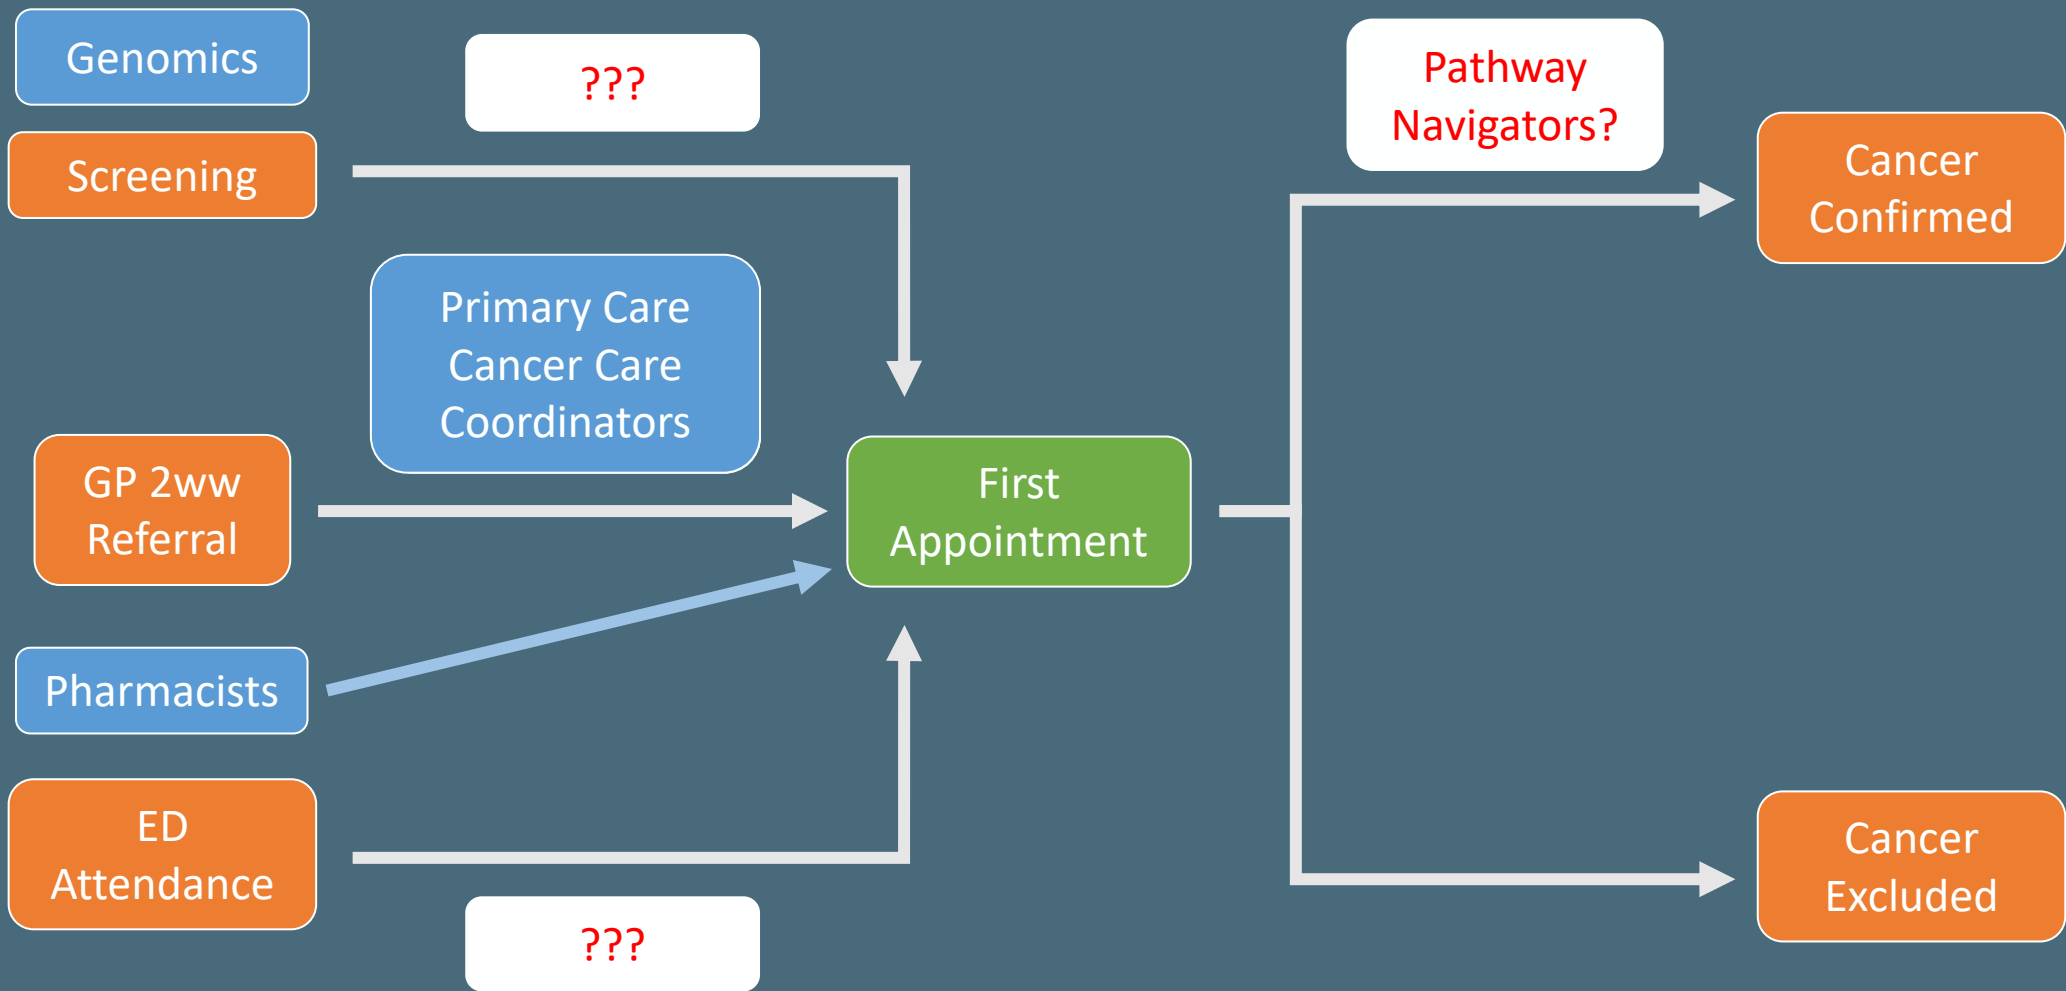 Genomics
???
Pathway
Navigators?
Screening
Cancer
Confirmed
Primary Care
Cancer Care
Coordinators
GP 2ww
Referral
First
Appointment
Pharmacists
ED
Attendance
Cancer
Excluded
???